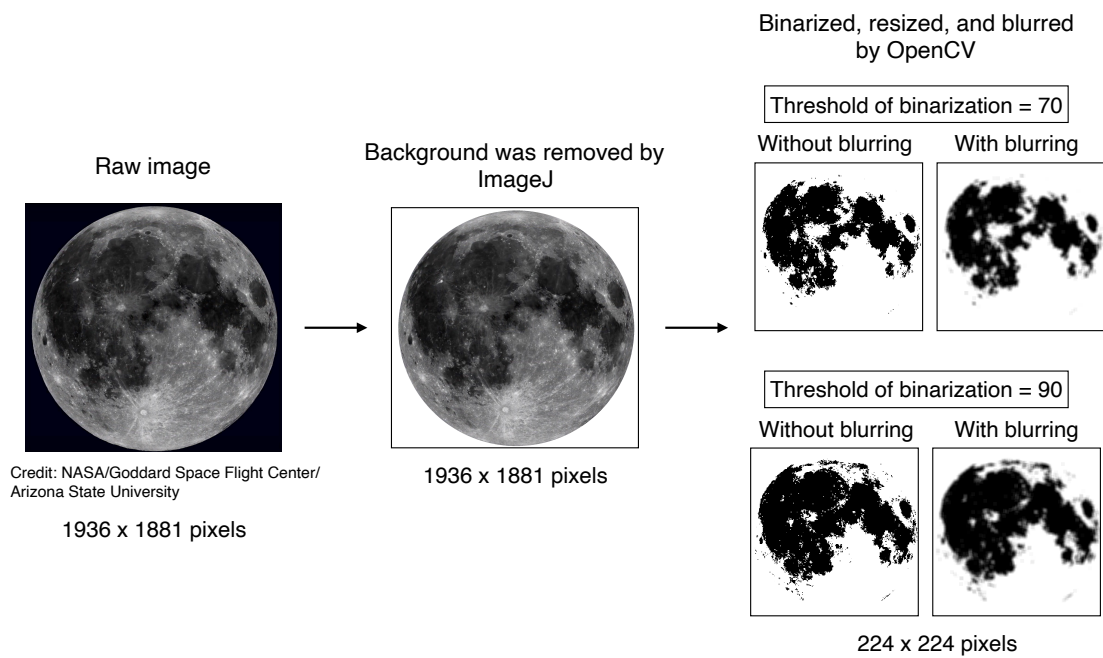 Raw image
Credit: NASA/Goddard Space Flight Center/
Arizona State University
1936 x 1881 pixels
Background was removed by
ImageJ
1936 x 1881 pixels
Binarized, resized, and blurred
by OpenCV
Threshold of binarization = 70
Without blurring
With blurring
Threshold of binarization = 90
Without blurring
With blurring
224 x 224 pixels